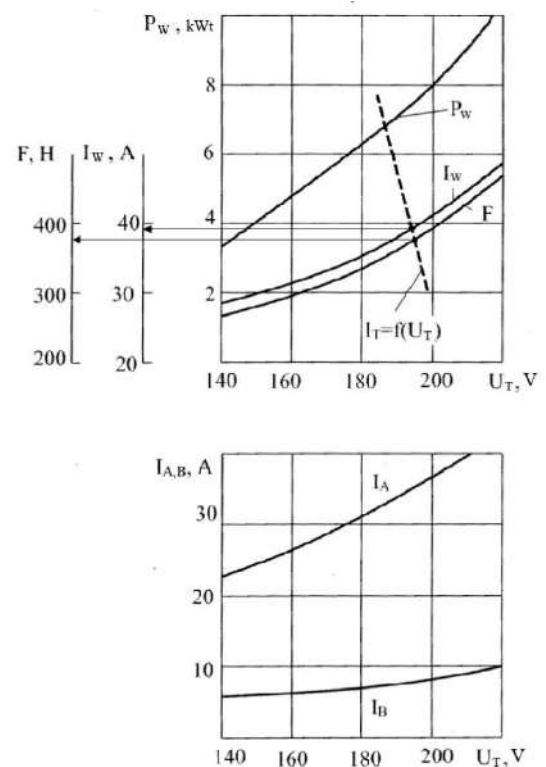 P_W , kWt
8
P_W
F, H I_W , A
6
I_W
F
400 40 4
300 30 2
I_T=f(U_T)
200 20
140 160 180 200 U_T, V
I_A,B, A
I_A
30
20
10
I_B
140 160 180 200 U_T, V